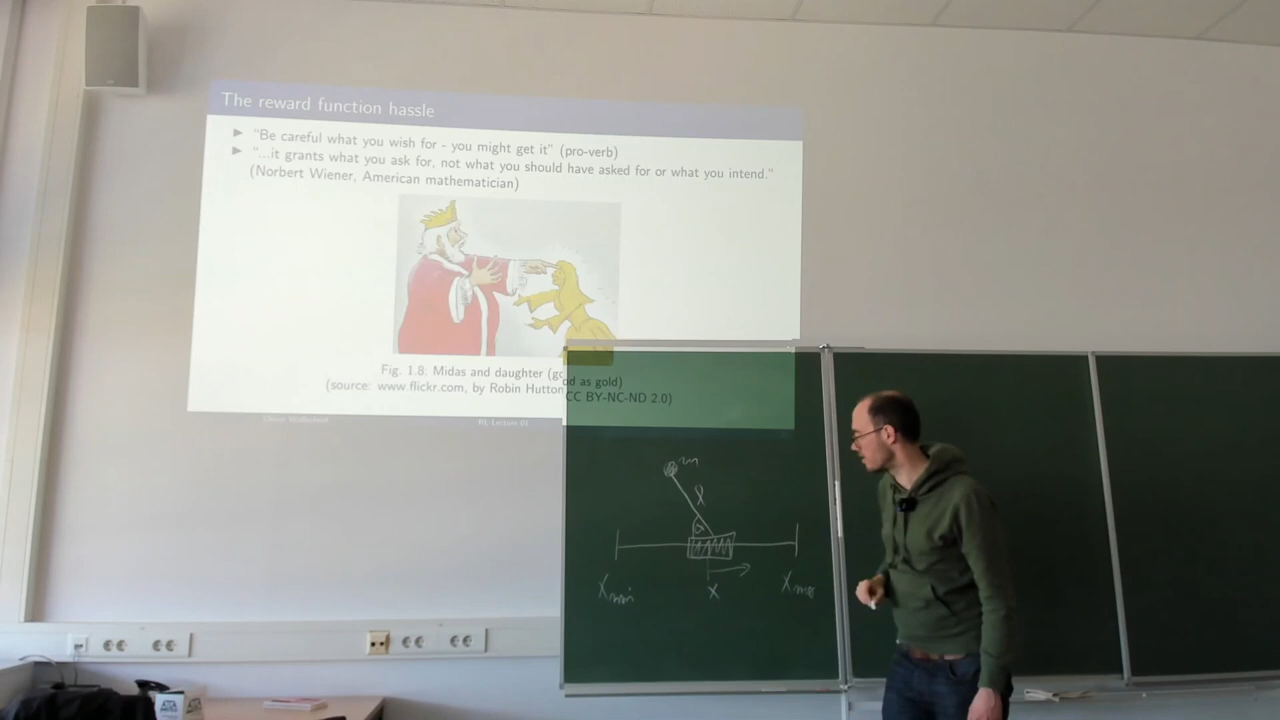 The reward function hassle
▶ "Be careful what you wish for - you might get it" (pro-verb)
▶ "...it grants what you ask for, not what you should have asked for or what you intend."
(Norbert Wiener, American mathematician)
Fig. 1.8: Midas and daughter (good as gold)
(source: www.flickr.com, by Robin Hutton CC BY-NC-ND 2.0)
RL Lecture 01
m
l
x
Xmin
Xmax